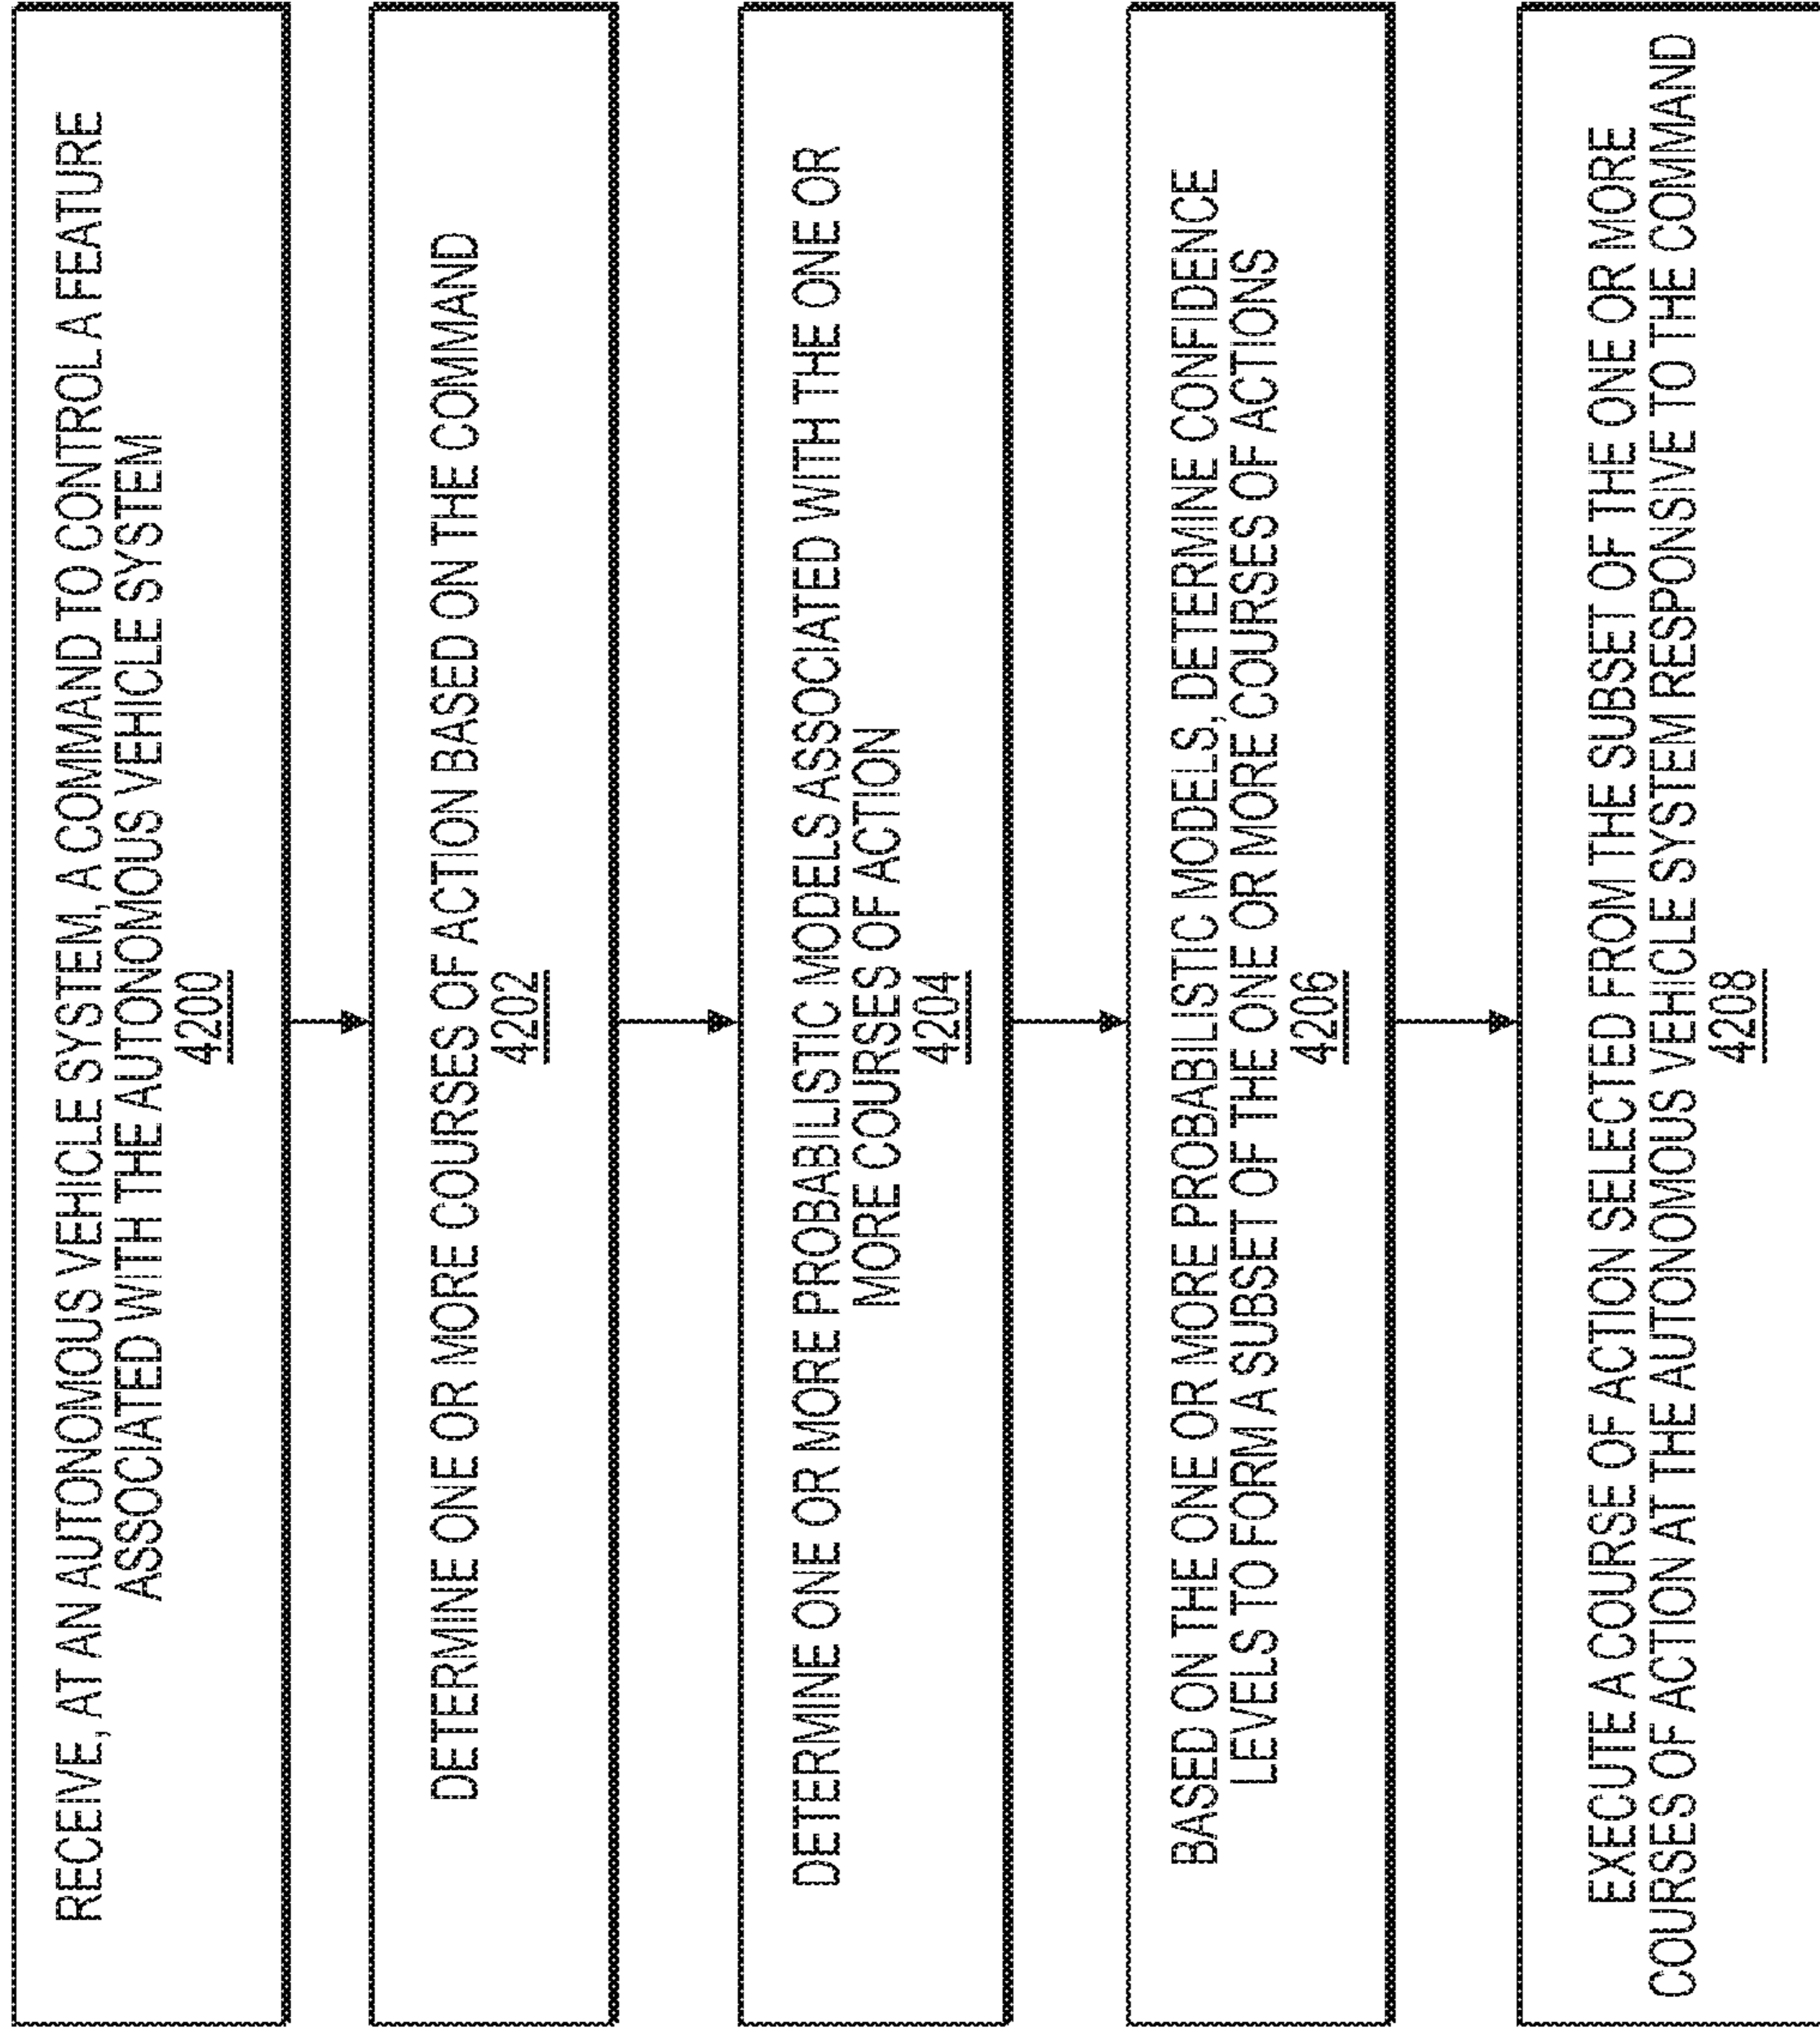 RECEIVE, AT AN AUTONOMOUS VEHICLE SYSTEM, A COMMAND TO CONTROL A FEATURE
ASSOCIATED WITH THE AUTONOMOUS VEHICLE SYSTEM
4200
DETERMINE ONE OR MORE COURSES OF ACTION BASED ON THE COMMAND
4202
DETERMINE ONE OR MORE PROBABILISTIC MODELS ASSOCIATED WITH THE ONE OR
MORE COURSES OF ACTION
4204
BASED ON THE ONE OR MORE PROBABILISTIC MODELS, DETERMINE CONFIDENCE
LEVELS TO FORM A SUBSET OF THE ONE OR MORE COURSES OF ACTIONS
4206
EXECUTE A COURSE OF ACTION SELECTED FROM THE SUBSET OF THE ONE OR MORE
COURSES OF ACTION AT THE AUTONOMOUS VEHICLE SYSTEM RESPONSIVE TO THE COMMAND
4208